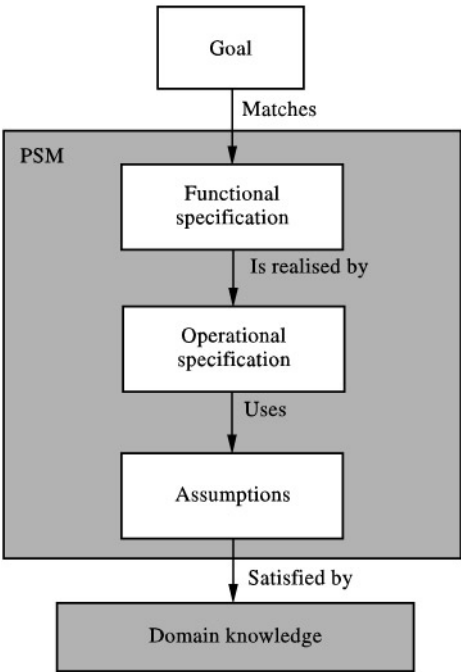 Goal
Matches
PSM
Functional
specification
Is realised by
Operational
specification
Uses
Assumptions
Satisfied by
Domain knowledge